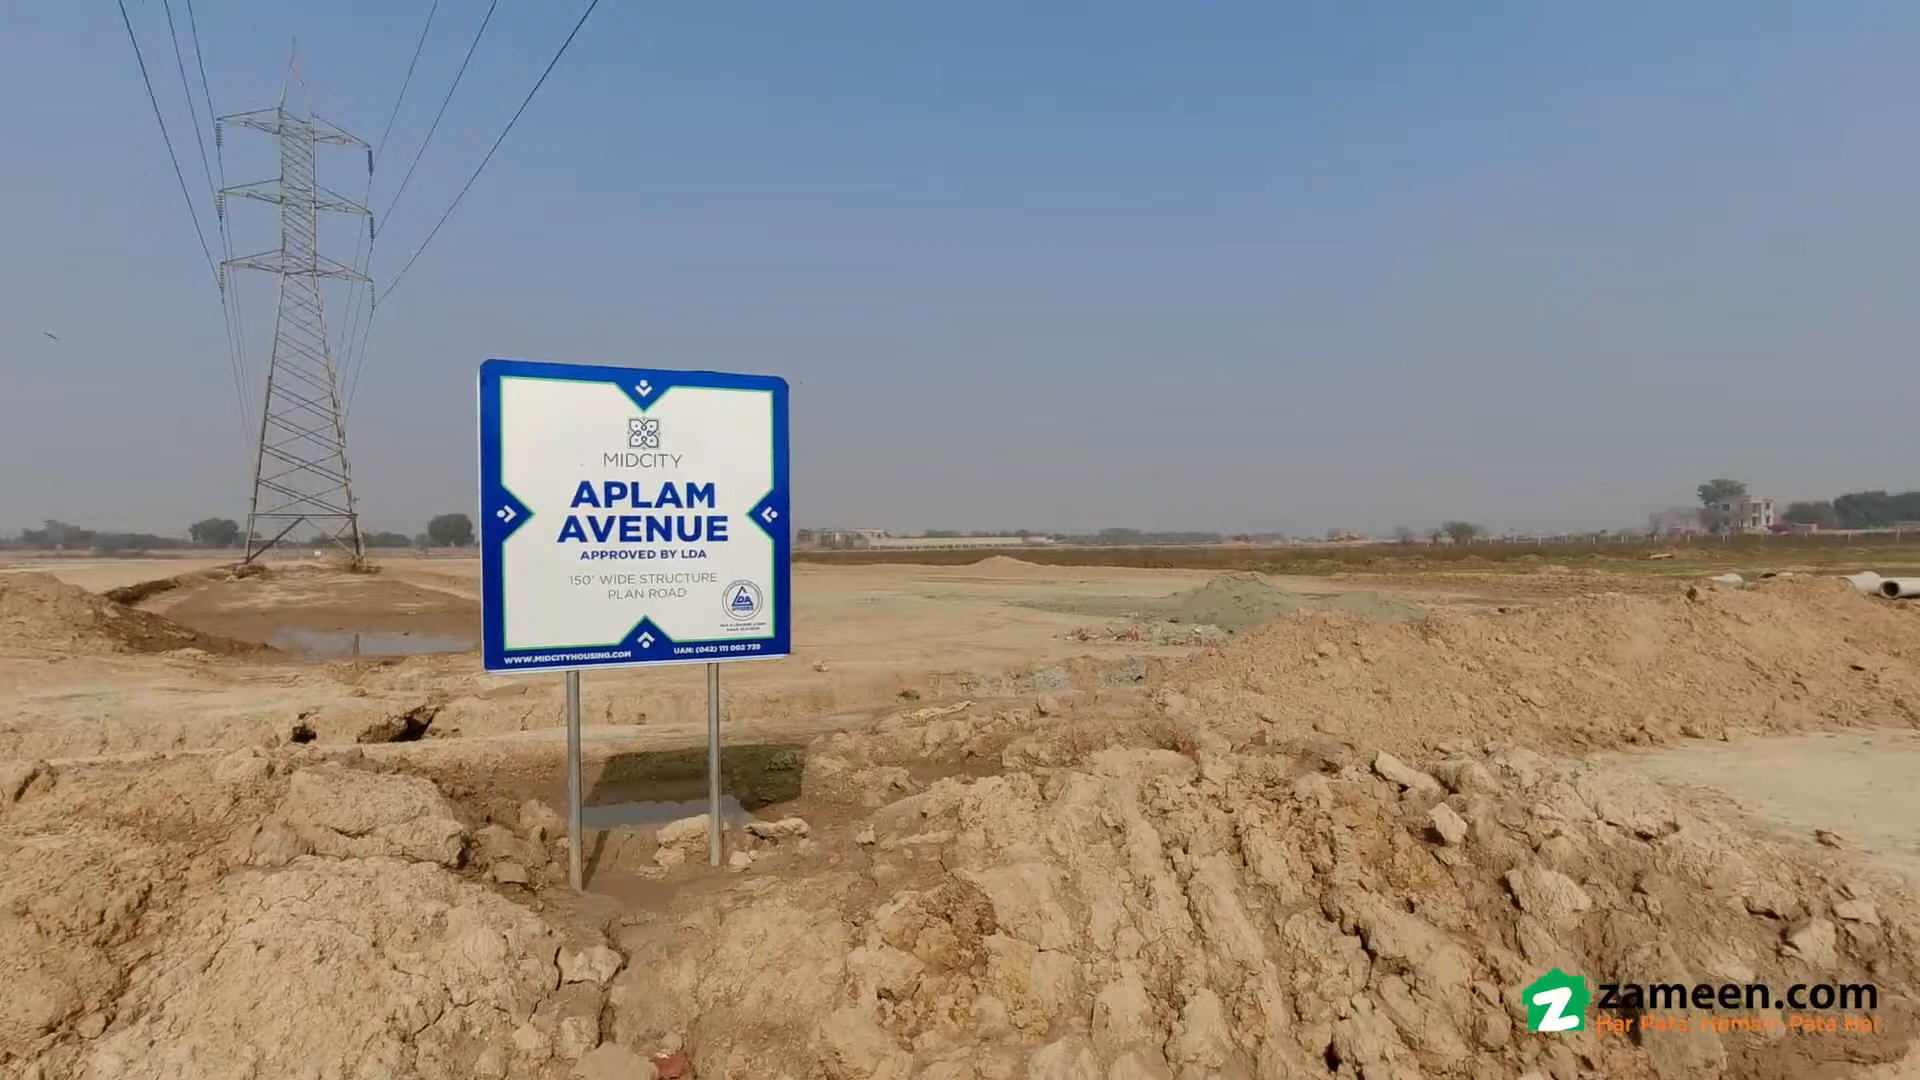 MIDCITY
APLAM
AVENUE
APPROVED BY LDA
150' WIDE STRUCTURE
PLAN ROAD
LDA
WWW.MIDCITYHOUSING.COM
UAN: (042) 111 002 739
zameen.com
Har Pata, Humain Pata Hai